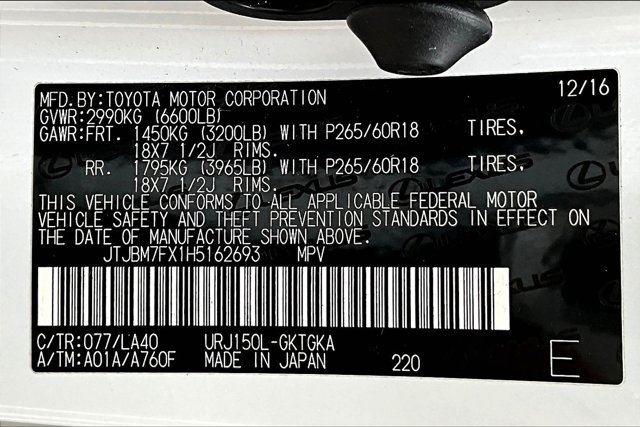 MFD.BY:TOYOTA MOTOR CORPORATION 12/16
GVWR:2990KG (6600LB)
GAWR:FRT. 1450KG (3200LB) WITH P265/60R18 TIRES,
18X7 1/2J RIMS.
RR. 1795KG (3965LB) WITH P265/60R18 TIRES,
18X7 1/2J RIMS.
THIS VEHICLE CONFORMS TO ALL APPLICABLE FEDERAL MOTOR
VEHICLE SAFETY AND THEFT PREVENTION STANDARDS IN EFFECT ON
THE DATE OF MANUFACTURE SHOWN ABOVE.
JTJBM7FX1H5162693 MPV
C/TR:077/LA40 URJ150L-GKTGKA
A/TM:A01A/A760F MADE IN JAPAN 220 E
LEXUS